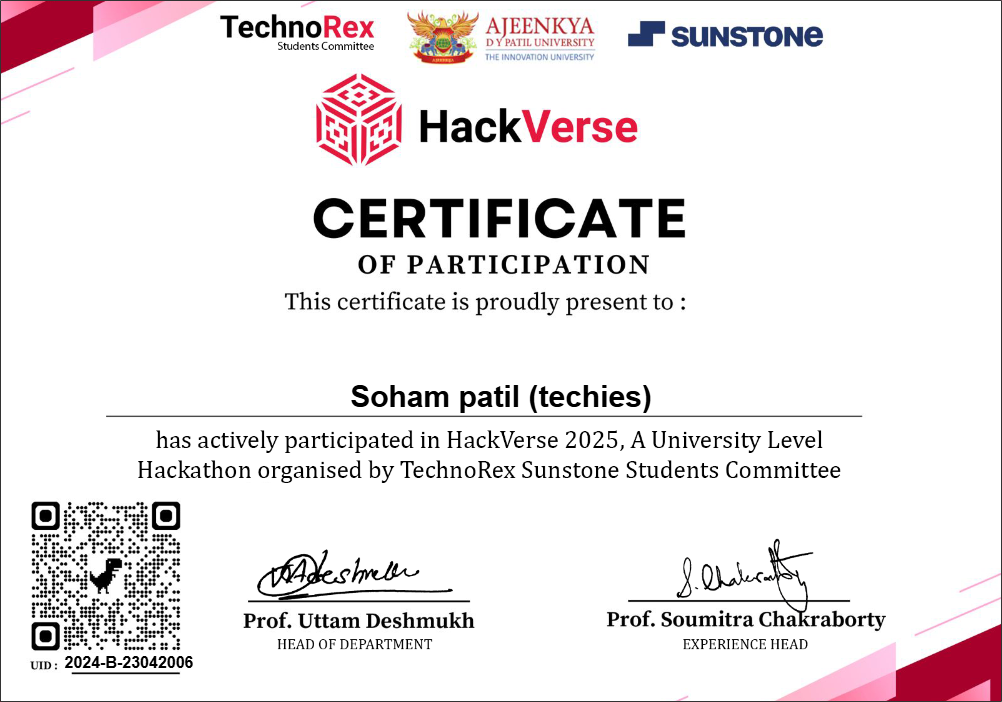 TechnoRex
Students Committee
AJEENKYA
D Y PATIL UNIVERSITY
THE INNOVATION UNIVERSITY
AJEENKYA
SUNSTONE
HackVerse
CERTIFICATE
OF PARTICIPATION
This certificate is proudly present to :
Soham patil (techies)
has actively participated in HackVerse 2025, A University Level
Hackathon organised by TechnoRex Sunstone Students Committee
S. Chakraborty
Prof. Uttam Deshmukh
HEAD OF DEPARTMENT
Prof. Soumitra Chakraborty
EXPERIENCE HEAD
UID : 2024-B-23042006